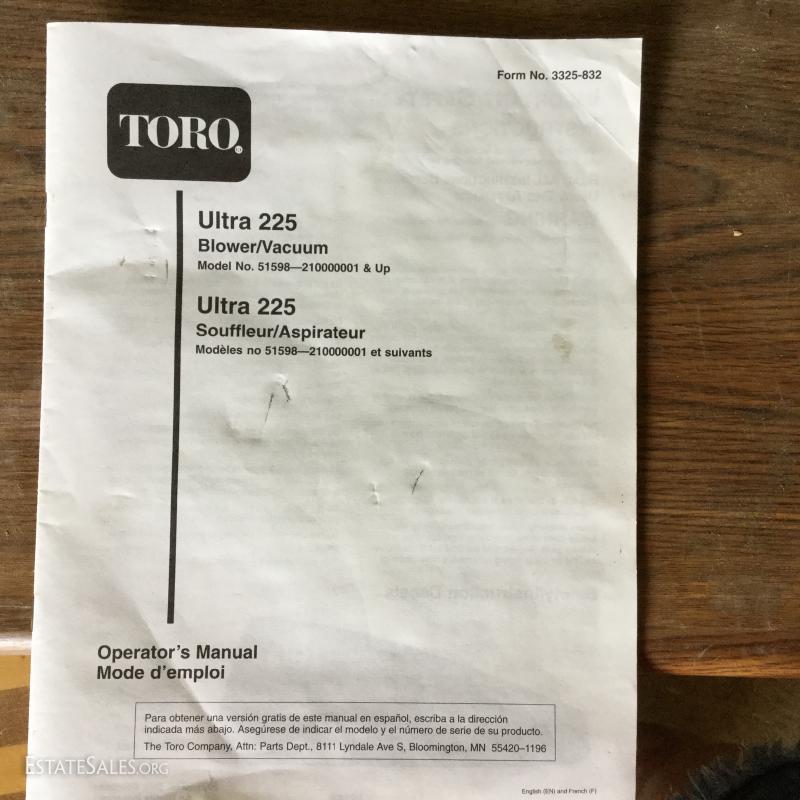 Form No. 3325-832
TORO®
Ultra 225
Blower/Vacuum
Model No. 51598—210000001 & Up
Ultra 225
Souffleur/Aspirateur
Modèles no 51598—210000001 et suivants
Operator's Manual
Mode d'emploi
Para obtener una versión gratis de este manual en español, escriba a la dirección
indicada más abajo. Asegúrese de indicar el modelo y el número de serie de su producto.
The Toro Company, Attn: Parts Dept., 8111 Lyndale Ave S, Bloomington, MN 55420–1196
English (EN) and French (F)
ESTATESALES.ORG